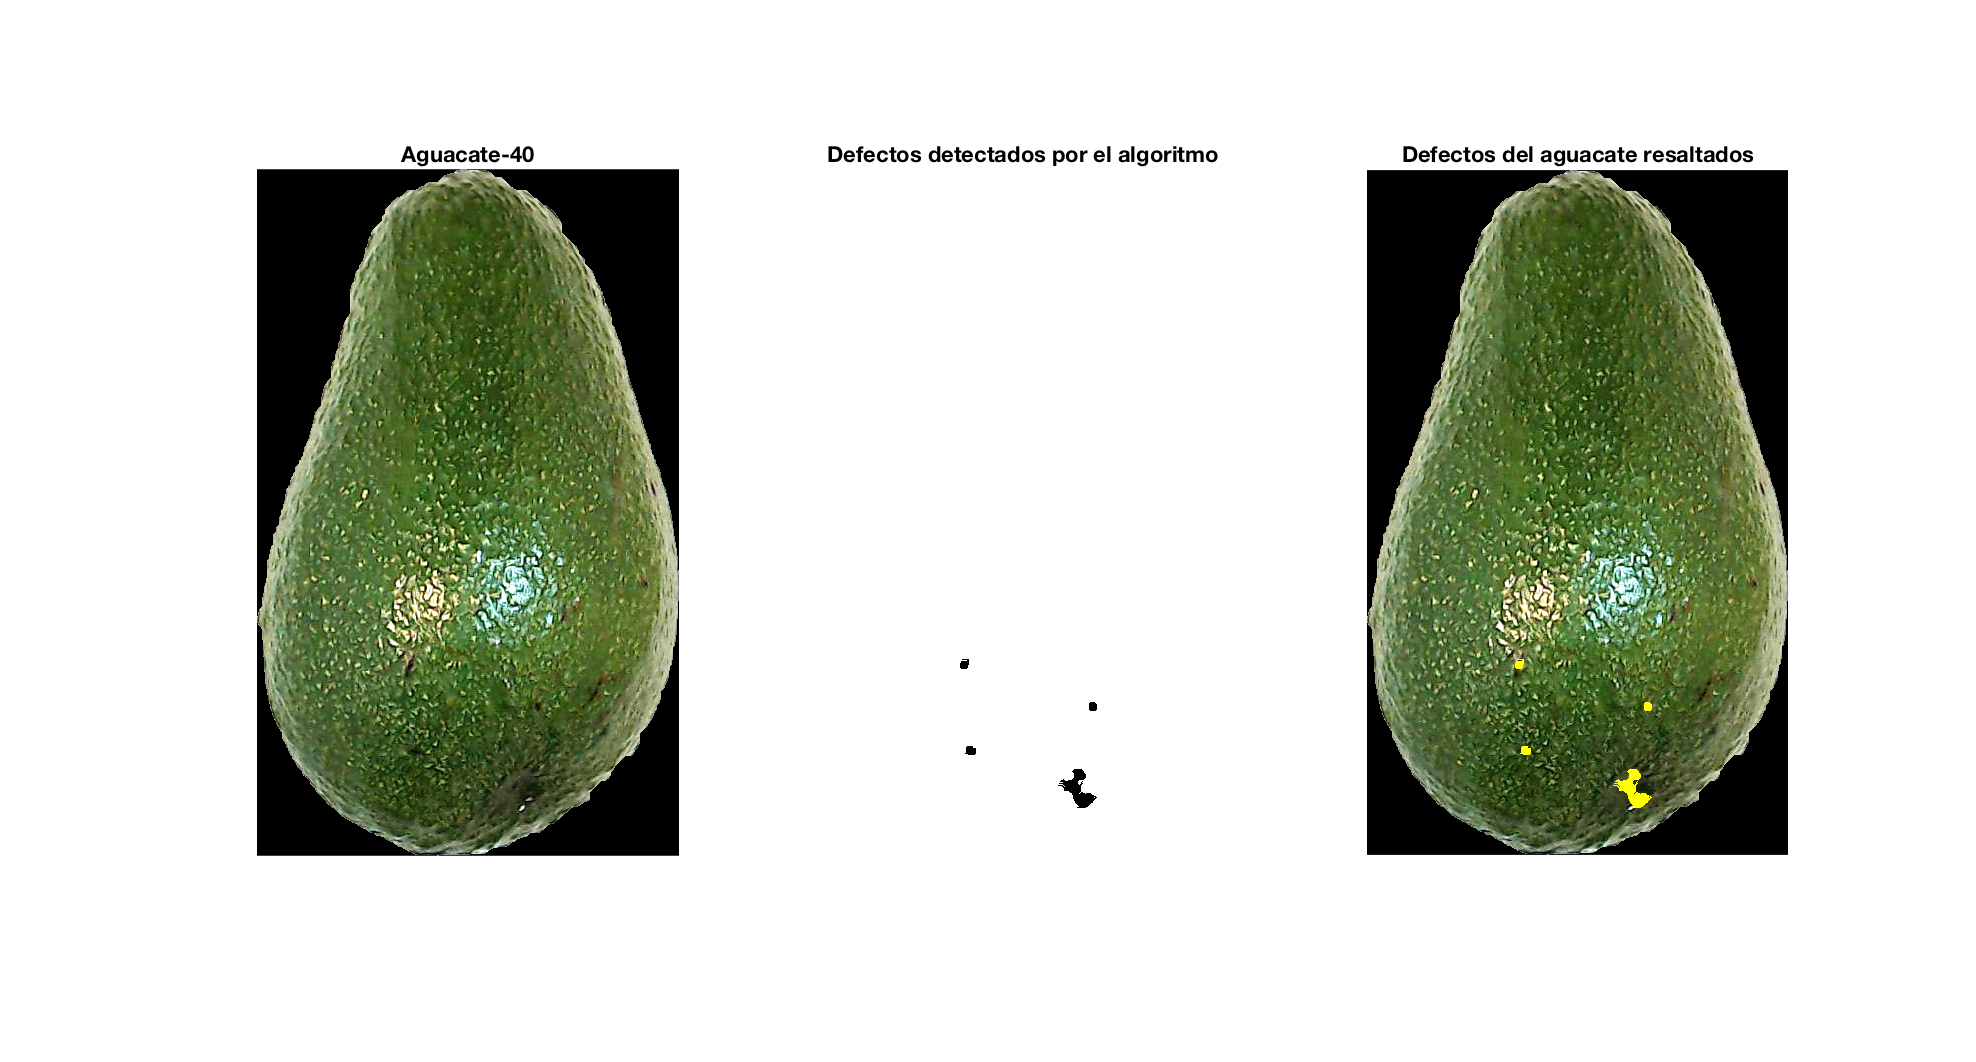 Aguacate-40
Defectos detectados por el algoritmo
Defectos del aguacate resaltados